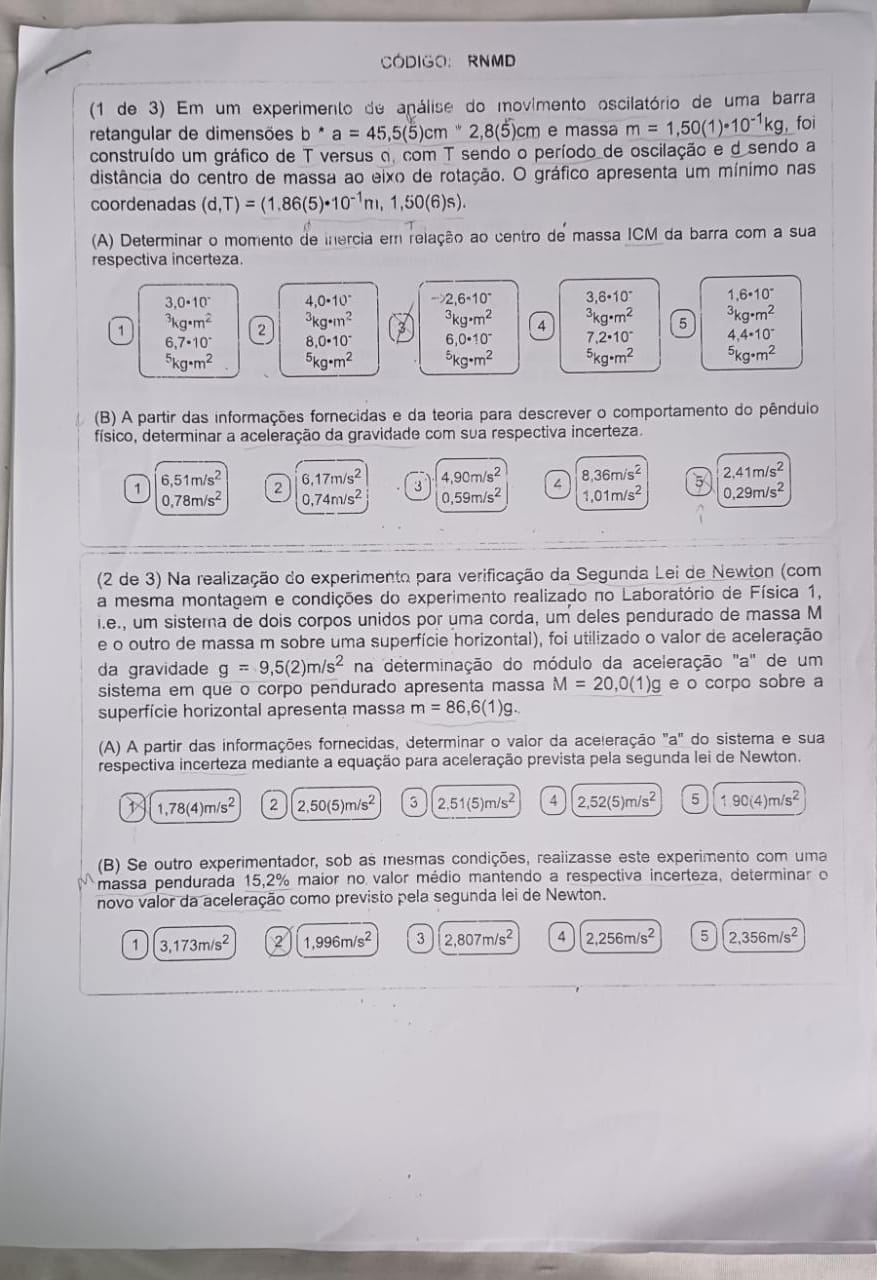 CÓDIGO: RNMD
(1 de 3) Em um experimento de análise do movimento oscilatório de uma barra
retangular de dimensões b * a = 45,5(5)cm * 2,8(5)cm e massa m = 1,50(1)•10⁻¹kg, foi
construído um gráfico de T versus d, com T sendo o período de oscilação e d sendo a
distância do centro de massa ao eixo de rotação. O gráfico apresenta um mínimo nas
coordenadas (d,T) = (1.86(5)•10⁻¹m, 1,50(6)s).
(A) Determinar o momento de inercia em relação ao centro de massa ICM da barra com a sua
respectiva incerteza.
1
3,0•10⁻
³kg•m²
6,7•10⁻
⁵kg•m²
2
4,0•10⁻
³kg•m²
8,0•10⁻
⁵kg•m²
3
2,6•10⁻
³kg•m²
6,0•10⁻
⁵kg•m²
4
3,6•10⁻
³kg•m²
7,2•10⁻
⁵kg•m²
5
1,6•10⁻
³kg•m²
4,4•10⁻
⁵kg•m²
(B) A partir das informações fornecidas e da teoria para descrever o comportamento do pêndulo
físico, determinar a aceleração da gravidade com sua respectiva incerteza.
1
6,51m/s²
0,78m/s²
2
6,17m/s²
0,74m/s²
3
4,90m/s²
0,59m/s²
4
8,36m/s²
1,01m/s²
5
2,41m/s²
0,29m/s²
(2 de 3) Na realização do experimento para verificação da Segunda Lei de Newton (com
a mesma montagem e condições do experimento realizado no Laboratório de Física 1,
i.e., um sistema de dois corpos unidos por uma corda, um deles pendurado de massa M
e o outro de massa m sobre uma superfície horizontal), foi utilizado o valor de aceleração
da gravidade g = 9,5(2)m/s² na determinação do módulo da aceleração "a" de um
sistema em que o corpo pendurado apresenta massa M = 20,0(1)g e o corpo sobre a
superfície horizontal apresenta massa m = 86,6(1)g.
(A) A partir das informações fornecidas, determinar o valor da aceleração "a" do sistema e sua
respectiva incerteza mediante a equação para aceleração prevista pela segunda lei de Newton.
1 1,78(4)m/s² 2 2,50(5)m/s² 3 2,51(5)m/s² 4 2,52(5)m/s² 5 1.90(4)m/s²
(B) Se outro experimentador, sob as mesmas condições, realizasse este experimento com uma
M massa pendurada 15,2% maior no valor médio mantendo a respectiva incerteza, determinar o
novo valor da aceleração como previsto pela segunda lei de Newton.
1 3,173m/s² 2 1,996m/s² 3 2,807m/s² 4 2,256m/s² 5 2,356m/s²